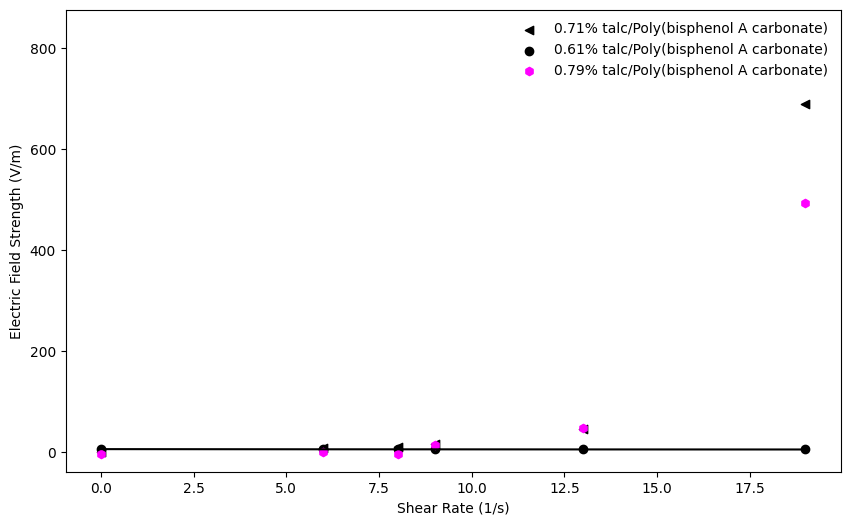 0.71% talc/Poly(bisphenol A carbonate)
0.61% talc/Poly(bisphenol A carbonate)
0.79% talc/Poly(bisphenol A carbonate)
800
600
400
200
0
Electric Field Strength (V/m)
0.0 2.5 5.0 7.5 10.0 12.5 15.0 17.5
Shear Rate (1/s)